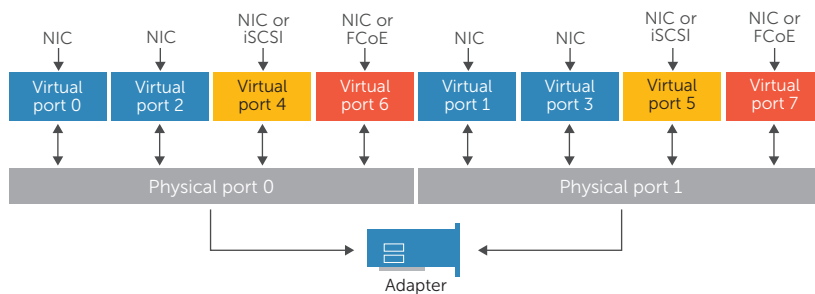 NIC
NIC
NIC or
iSCSI
NIC or
FCoE
NIC
NIC
NIC or
iSCSI
NIC or
FCoE
Virtual
port 0
Virtual
port 2
Virtual
port 4
Virtual
port 6
Virtual
port 1
Virtual
port 3
Virtual
port 5
Virtual
port 7
Physical port 0
Physical port 1
Adapter